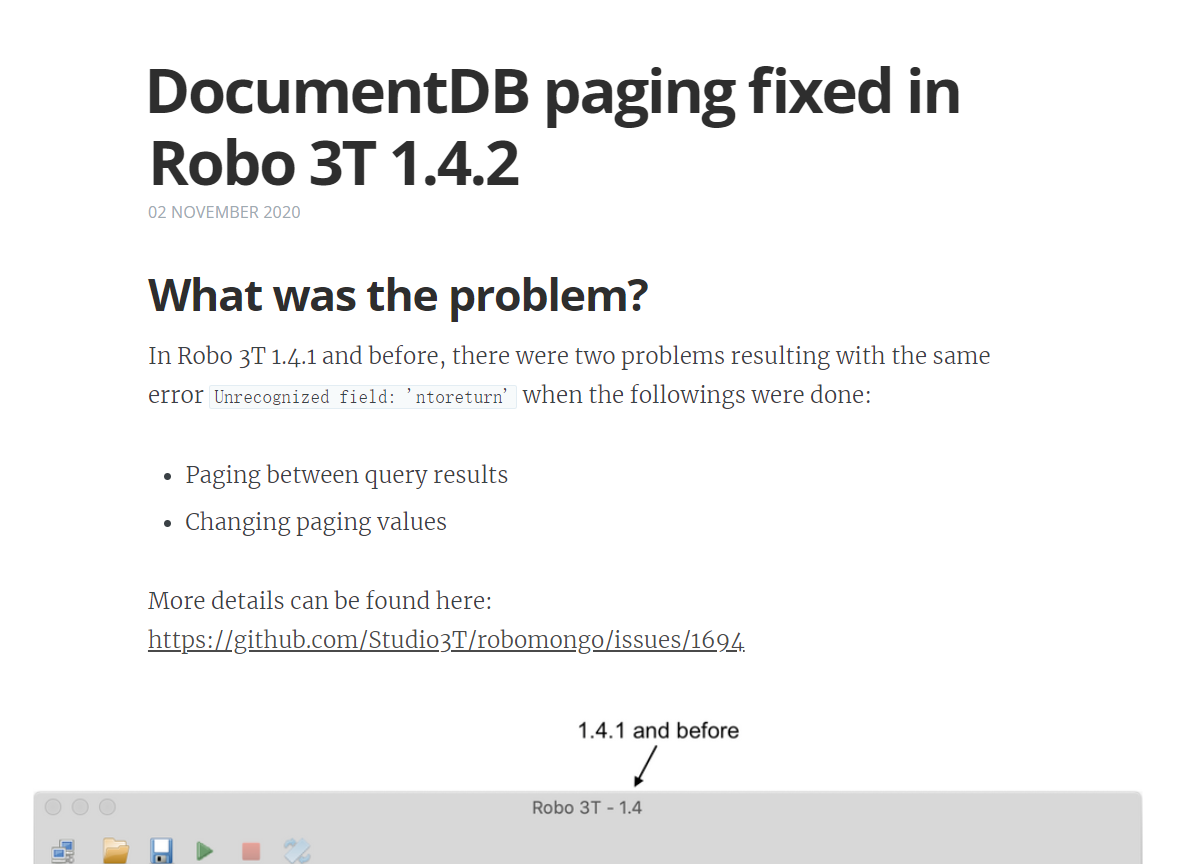 DocumentDB paging fixed in
Robo 3T 1.4.2
02 NOVEMBER 2020
What was the problem?
In Robo 3T 1.4.1 and before, there were two problems resulting with the same
error Unrecognized field: 'ntoreturn' when the followings were done:
• Paging between query results
• Changing paging values
More details can be found here:
https://github.com/Studio3T/robomongo/issues/1694
1.4.1 and before
Robo 3T - 1.4